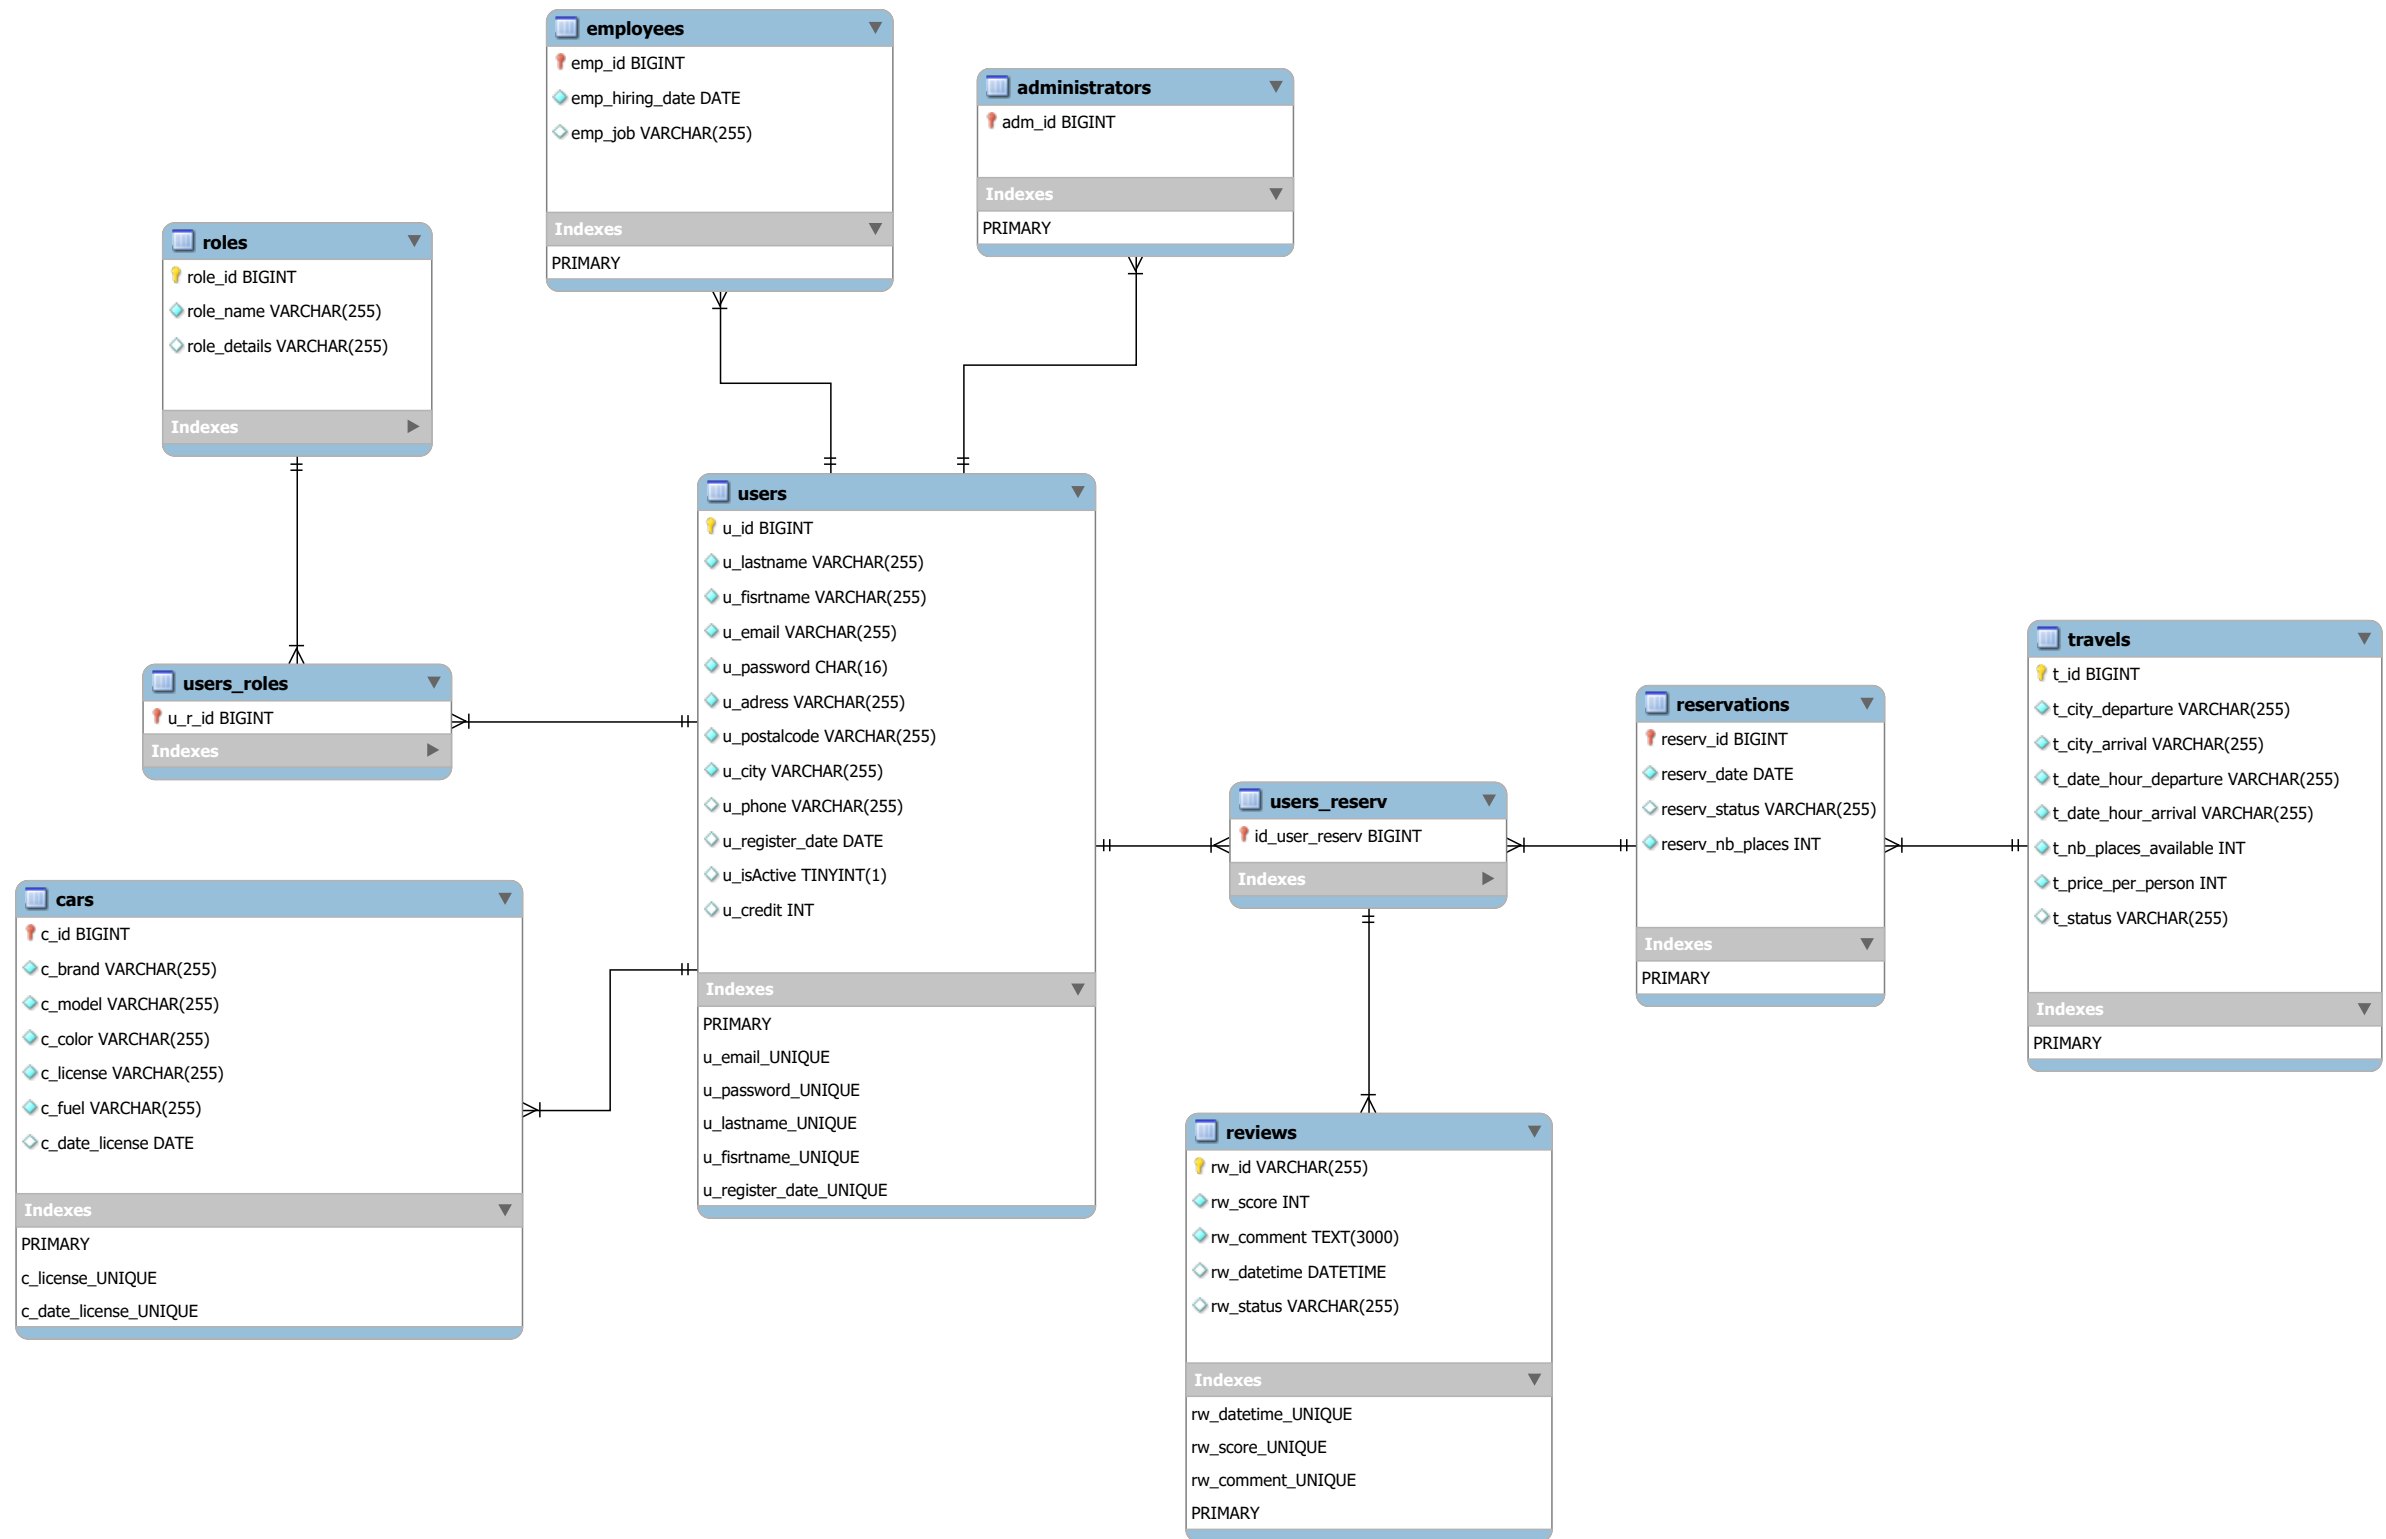 employees
emp_id BIGINT
emp_hiring_date DATE
emp_job VARCHAR(255)
Indexes
PRIMARY
administrators
adm_id BIGINT
Indexes
PRIMARY
roles
role_id BIGINT
role_name VARCHAR(255)
role_details VARCHAR(255)
Indexes
users
u_id BIGINT
u_lastname VARCHAR(255)
u_fisrtname VARCHAR(255)
u_email VARCHAR(255)
u_password CHAR(16)
u_adress VARCHAR(255)
u_postalcode VARCHAR(255)
u_city VARCHAR(255)
u_phone VARCHAR(255)
u_register_date DATE
u_isActive TINYINT(1)
u_credit INT
Indexes
PRIMARY
u_email_UNIQUE
u_password_UNIQUE
u_lastname_UNIQUE
u_fisrtname_UNIQUE
u_register_date_UNIQUE
users_roles
u_r_id BIGINT
Indexes
cars
c_id BIGINT
c_brand VARCHAR(255)
c_model VARCHAR(255)
c_color VARCHAR(255)
c_license VARCHAR(255)
c_fuel VARCHAR(255)
c_date_license DATE
Indexes
PRIMARY
c_license_UNIQUE
c_date_license_UNIQUE
users_reserv
id_user_reserv BIGINT
Indexes
reservations
reserv_id BIGINT
reserv_date DATE
reserv_status VARCHAR(255)
reserv_nb_places INT
Indexes
PRIMARY
travels
t_id BIGINT
t_city_departure VARCHAR(255)
t_city_arrival VARCHAR(255)
t_date_hour_departure VARCHAR(255)
t_date_hour_arrival VARCHAR(255)
t_nb_places_available INT
t_price_per_person INT
t_status VARCHAR(255)
Indexes
PRIMARY
reviews
rw_id VARCHAR(255)
rw_score INT
rw_comment TEXT(3000)
rw_datetime DATETIME
rw_status VARCHAR(255)
Indexes
rw_datetime_UNIQUE
rw_score_UNIQUE
rw_comment_UNIQUE
PRIMARY